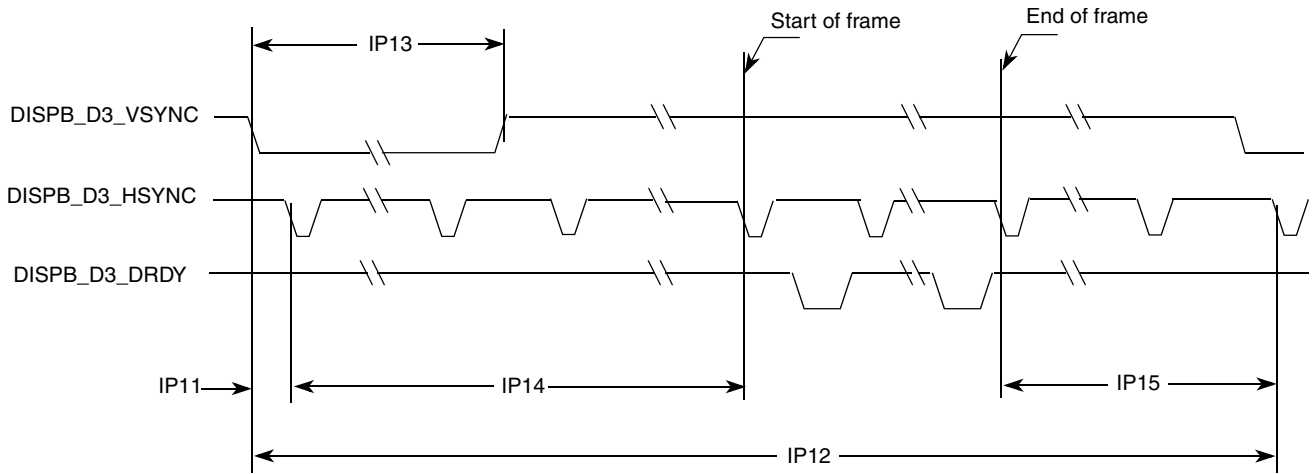 Start of frame
End of frame
IP13
DISPB_D3_VSYNC
DISPB_D3_HSYNC
DISPB_D3_DRDY
IP11
IP14
IP15
IP12